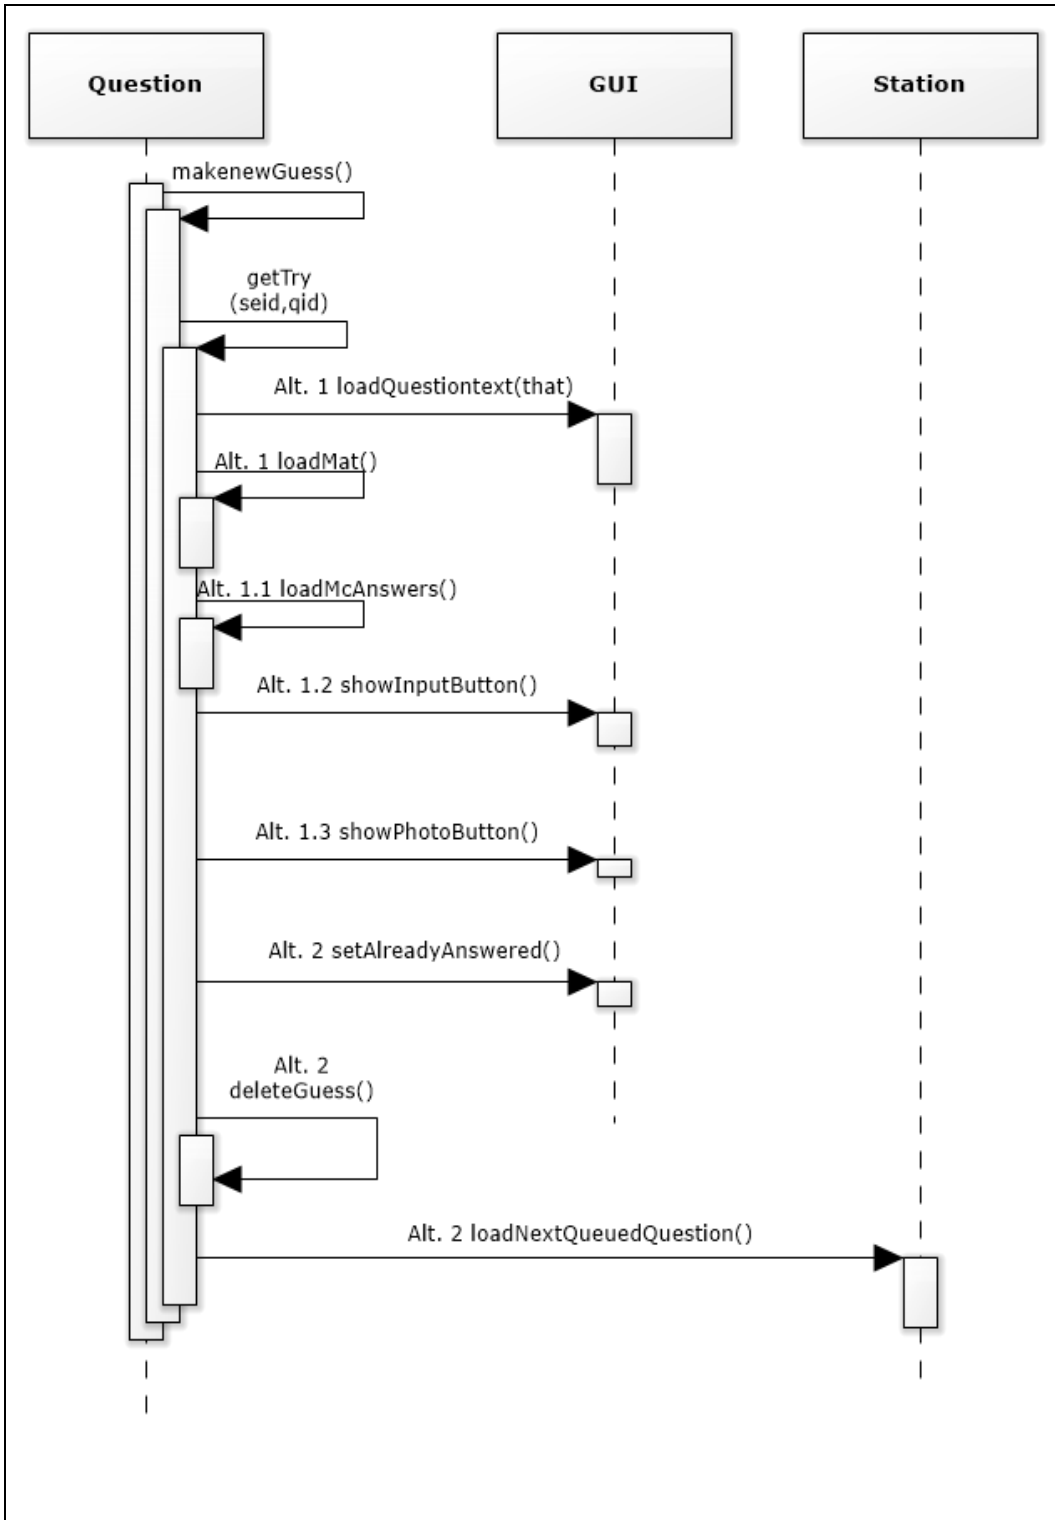 Question
GUI
Station
makenewGuess()
getTry
(seid,qid)
Alt. 1 loadQuestiontext(that)
Alt. 1 loadMat()
Alt. 1.1 loadMcAnswers()
Alt. 1.2 showInputButton()
Alt. 1.3 showPhotoButton()
Alt. 2 setAlreadyAnswered()
Alt. 2
deleteGuess()
Alt. 2 loadNextQueuedQuestion()